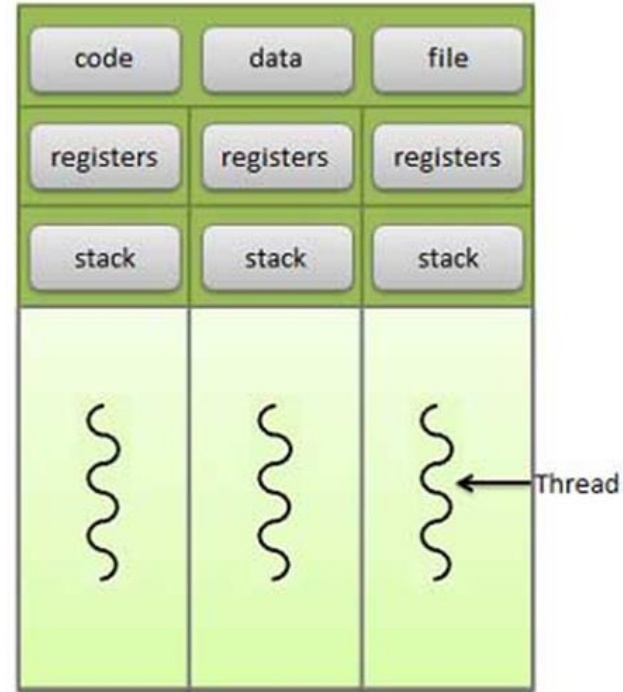 code data file
registers registers registers
stack stack stack
Thread